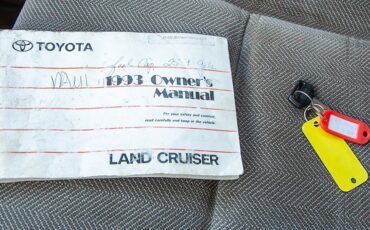 TOYOTA
1993 Owner's
Manual
For your safety and comfort,
read carefully and keep in the vehicle.
LAND CRUISER